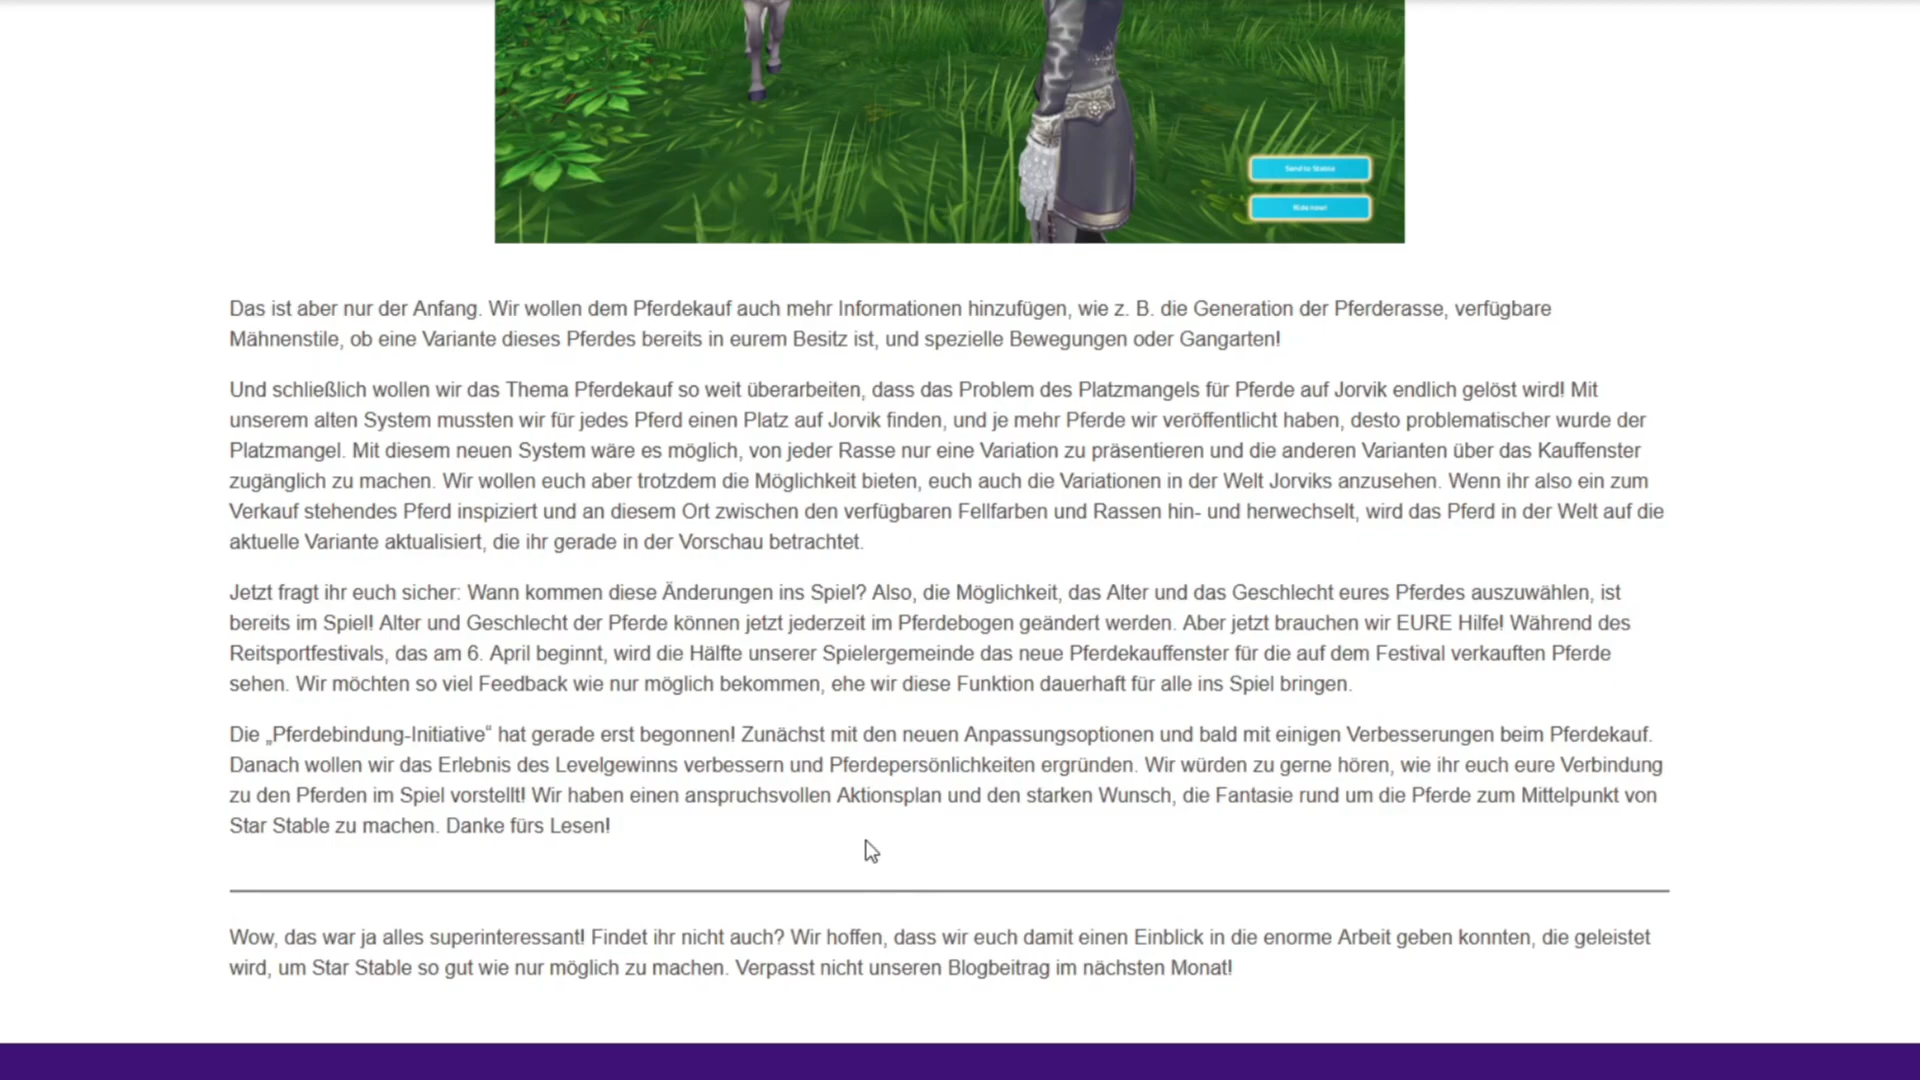 Send to Stable
Ride now!
Das ist aber nur der Anfang. Wir wollen dem Pferdekauf auch mehr Informationen hinzufügen, wie z. B. die Generation der Pferderasse, verfügbare
Mähnenstile, ob eine Variante dieses Pferdes bereits in eurem Besitz ist, und spezielle Bewegungen oder Gangarten!
Und schließlich wollen wir das Thema Pferdekauf so weit überarbeiten, dass das Problem des Platzmangels für Pferde auf Jorvik endlich gelöst wird! Mit
unserem alten System mussten wir für jedes Pferd einen Platz auf Jorvik finden, und je mehr Pferde wir veröffentlicht haben, desto problematischer wurde der
Platzmangel. Mit diesem neuen System wäre es möglich, von jeder Rasse nur eine Variation zu präsentieren und die anderen Varianten über das Kauffenster
zugänglich zu machen. Wir wollen euch aber trotzdem die Möglichkeit bieten, euch auch die Variationen in der Welt Jorviks anzusehen. Wenn ihr also ein zum
Verkauf stehendes Pferd inspiziert und an diesem Ort zwischen den verfügbaren Fellfarben und Rassen hin- und herwechselt, wird das Pferd in der Welt auf die
aktuelle Variante aktualisiert, die ihr gerade in der Vorschau betrachtet.
Jetzt fragt ihr euch sicher: Wann kommen diese Änderungen ins Spiel? Also, die Möglichkeit, das Alter und das Geschlecht eures Pferdes auszuwählen, ist
bereits im Spiel! Alter und Geschlecht der Pferde können jetzt jederzeit im Pferdebogen geändert werden. Aber jetzt brauchen wir EURE Hilfe! Während des
Reitsportfestivals, das am 6. April beginnt, wird die Hälfte unserer Spielergemeinde das neue Pferdekauffenster für die auf dem Festival verkauften Pferde
sehen. Wir möchten so viel Feedback wie nur möglich bekommen, ehe wir diese Funktion dauerhaft für alle ins Spiel bringen.
Die „Pferdebindung-Initiative“ hat gerade erst begonnen! Zunächst mit den neuen Anpassungsoptionen und bald mit einigen Verbesserungen beim Pferdekauf.
Danach wollen wir das Erlebnis des Levelgewinns verbessern und Pferdepersönlichkeiten ergründen. Wir würden zu gerne hören, wie ihr euch eure Verbindung
zu den Pferden im Spiel vorstellt! Wir haben einen anspruchsvollen Aktionsplan und den starken Wunsch, die Fantasie rund um die Pferde zum Mittelpunkt von
Star Stable zu machen. Danke fürs Lesen!
Wow, das war ja alles superinteressant! Findet ihr nicht auch? Wir hoffen, dass wir euch damit einen Einblick in die enorme Arbeit geben konnten, die geleistet
wird, um Star Stable so gut wie nur möglich zu machen. Verpasst nicht unseren Blogbeitrag im nächsten Monat!